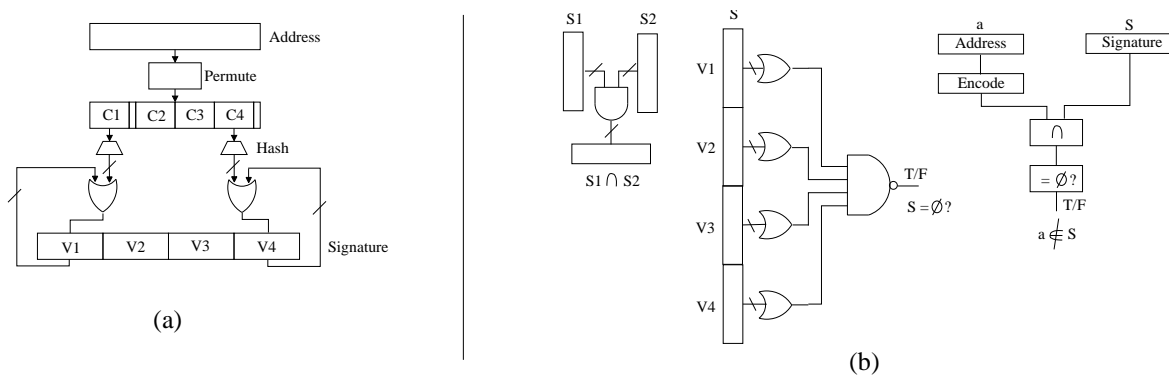 Address
Permute
C1 C2 C3 C4
Hash
V1 V2 V3 V4
Signature
(a)
S1 S2
S1 ∩ S2
S
V1
V2
V3
V4
T/F
S = Ø?
a
Address
Encode
S
Signature
∩
= Ø?
T/F
a ∉ S
(b)